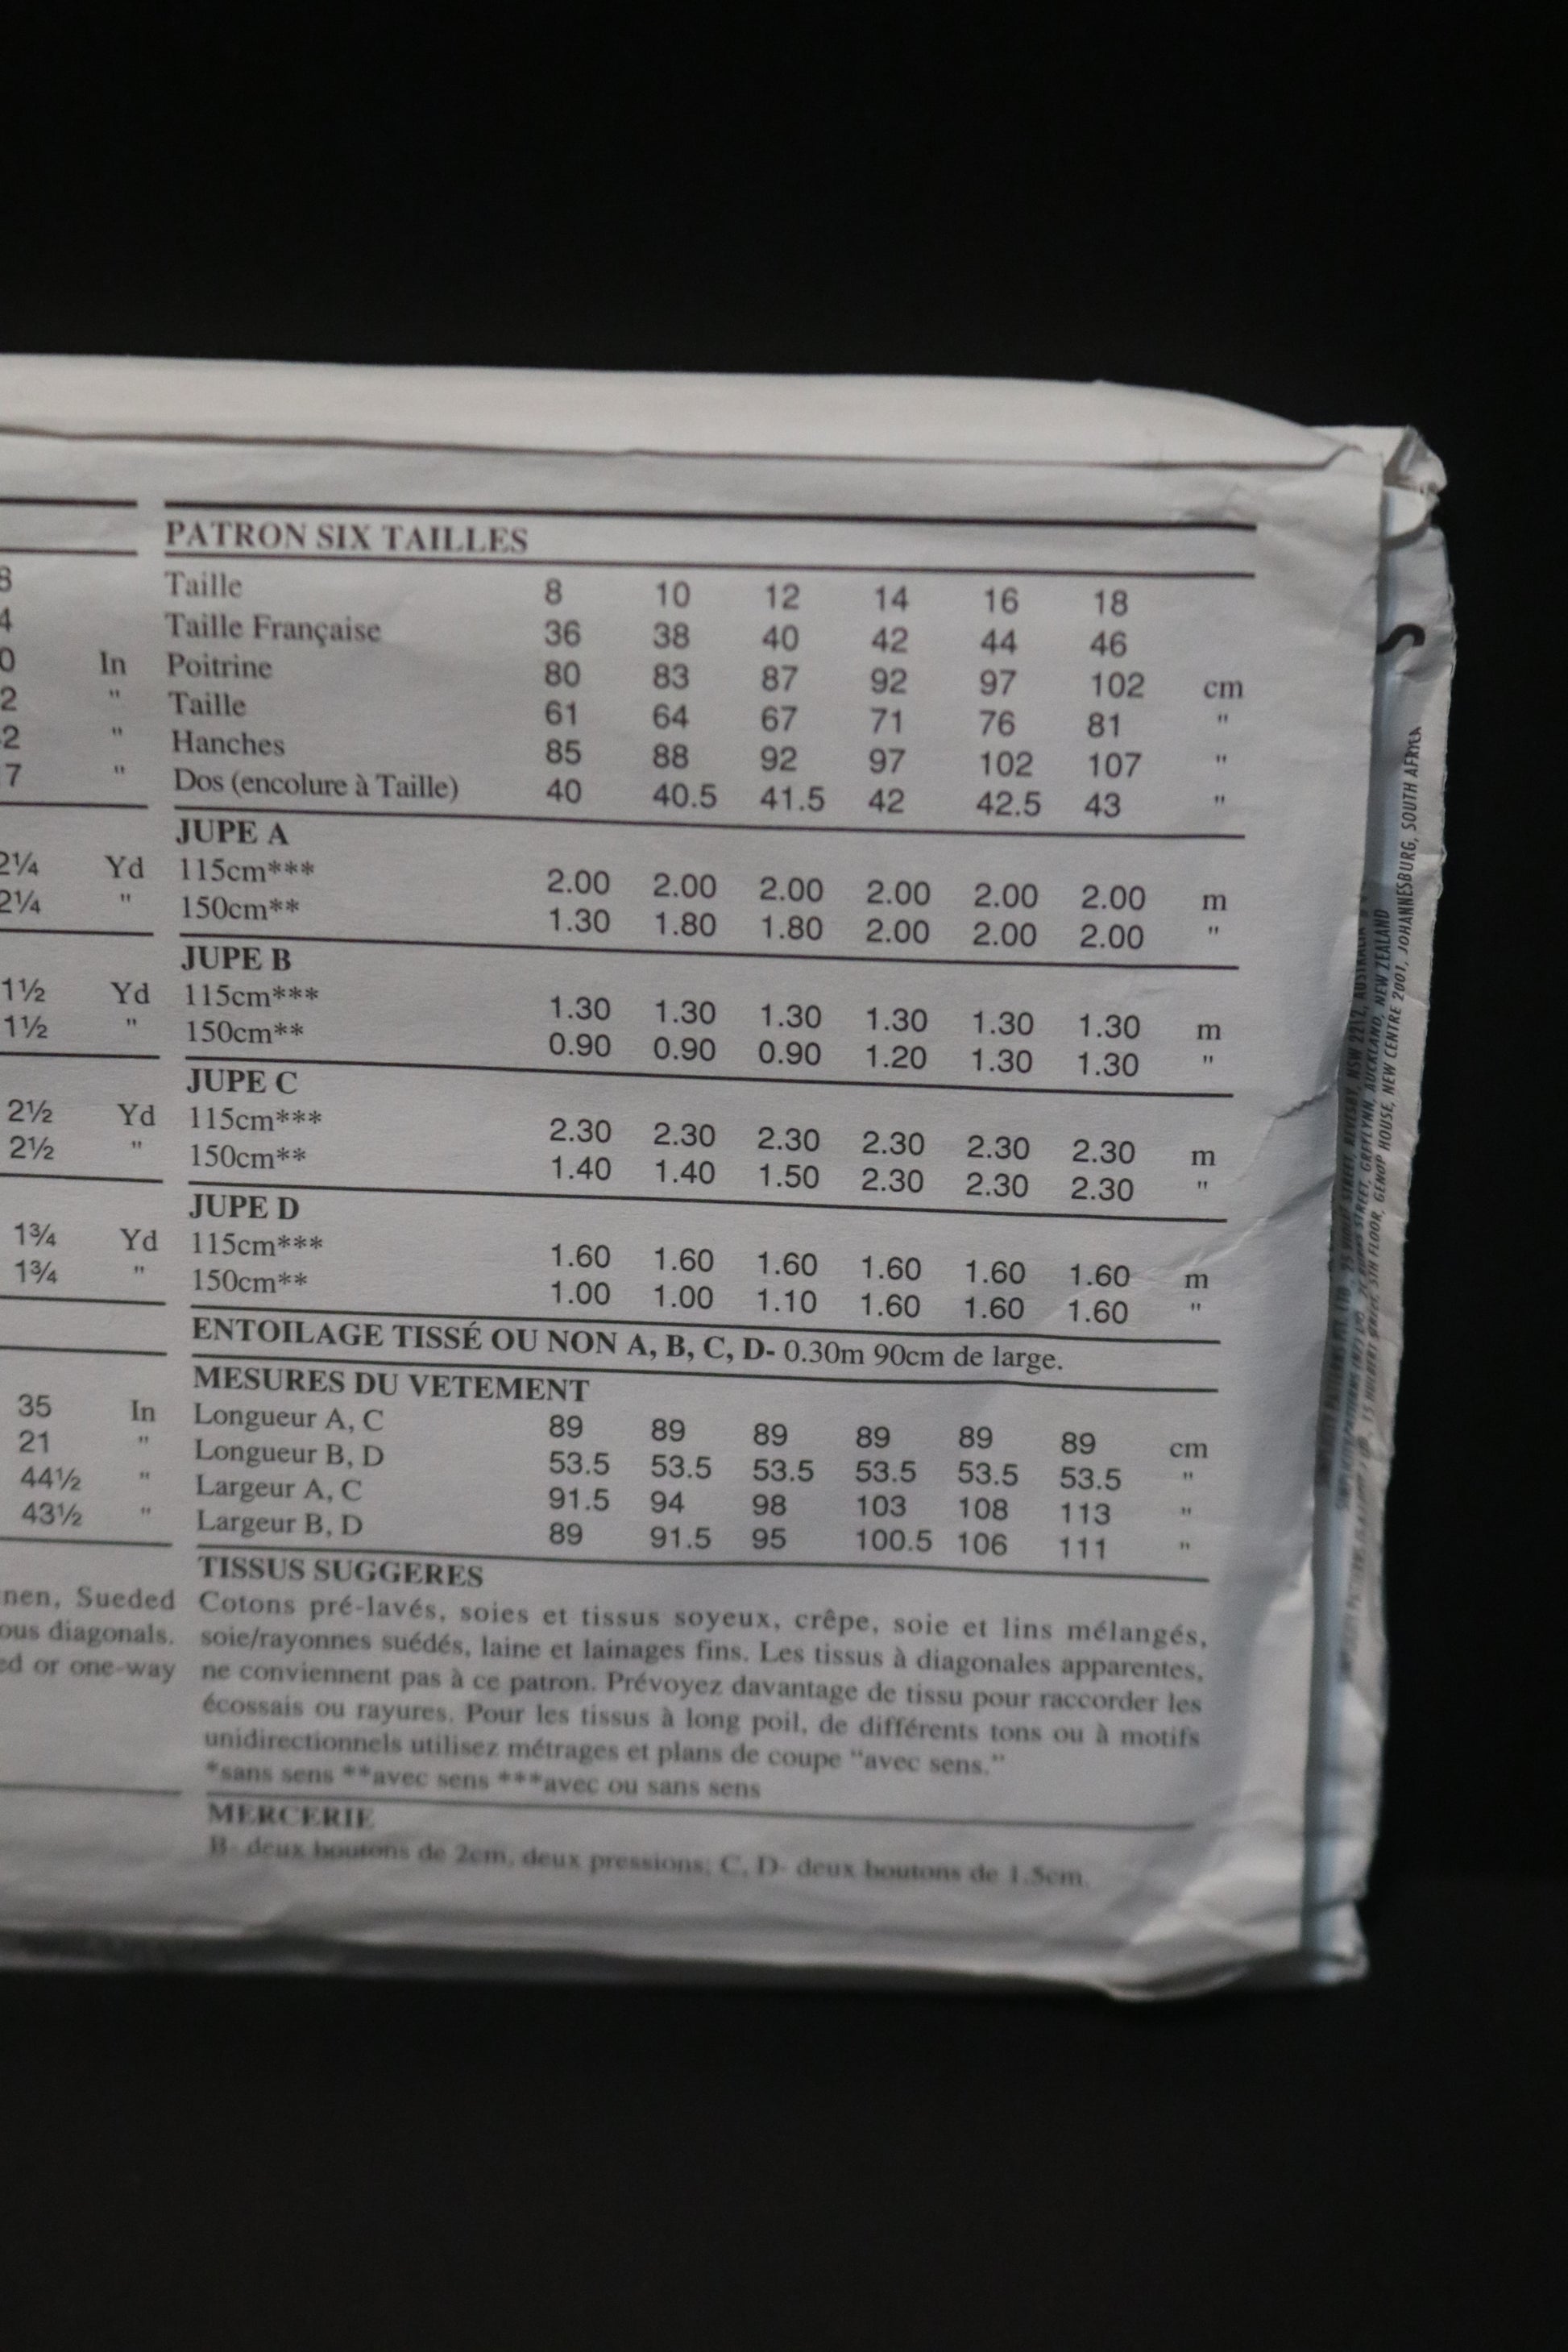 8
4
0 In
2 "
2 "
7 "
2¼ Yd
2¼ "
1½ Yd
1½ "
2½ Yd
2½ "
1¾ Yd
1¾ "
35 In
21 "
44½ "
43½ "
nen, Sueded
ous diagonals.
ed or one-way
PATRON SIX TAILLES
Taille 8 10 12 14 16 18
Taille Française 36 38 40 42 44 46
Poitrine 80 83 87 92 97 102 cm
Taille 61 64 67 71 76 81 "
Hanches 85 88 92 97 102 107 "
Dos (encolure à Taille) 40 40.5 41.5 42 42.5 43 "
JUPE A
115cm*** 2.00 2.00 2.00 2.00 2.00 2.00 m
150cm** 1.30 1.80 1.80 2.00 2.00 2.00 "
JUPE B
115cm*** 1.30 1.30 1.30 1.30 1.30 1.30 m
150cm** 0.90 0.90 0.90 1.20 1.30 1.30 "
JUPE C
115cm*** 2.30 2.30 2.30 2.30 2.30 2.30 m
150cm** 1.40 1.40 1.50 2.30 2.30 2.30 "
JUPE D
115cm*** 1.60 1.60 1.60 1.60 1.60 1.60 m
150cm** 1.00 1.00 1.10 1.60 1.60 1.60 "
ENTOILAGE TISSÉ OU NON A, B, C, D- 0.30m 90cm de large.
MESURES DU VETEMENT
Longueur A, C 89 89 89 89 89 89 cm
Longueur B, D 53.5 53.5 53.5 53.5 53.5 53.5 "
Largeur A, C 91.5 94 98 103 108 113 "
Largeur B, D 89 91.5 95 100.5 106 111 "
TISSUS SUGGERES
Cotons pré-lavés, soies et tissus soyeux, crêpe, soie et lins mélangés,
soie/rayonnes suédés, laine et lainages fins. Les tissus à diagonales apparentes,
ne conviennent pas à ce patron. Prévoyez davantage de tissu pour raccorder les
écossais ou rayures. Pour les tissus à long poil, de différents tons ou à motifs
unidirectionnels utilisez métrages et plans de coupe "avec sens."
*sans sens **avec sens ***avec ou sans sens
MERCERIE
B- deux boutons de 2cm, deux pressions; C, D- deux boutons de 1.5cm.
S
STREET, REVESBY, NSW 2212,
STREET, GREYLYNN, AUCKLAND, NEW ZEALAND
STREET, 5TH FLOOR, GENOP HOUSE, NEW CENTRE 2001, JOHANNESBURG, SOUTH AFRICA